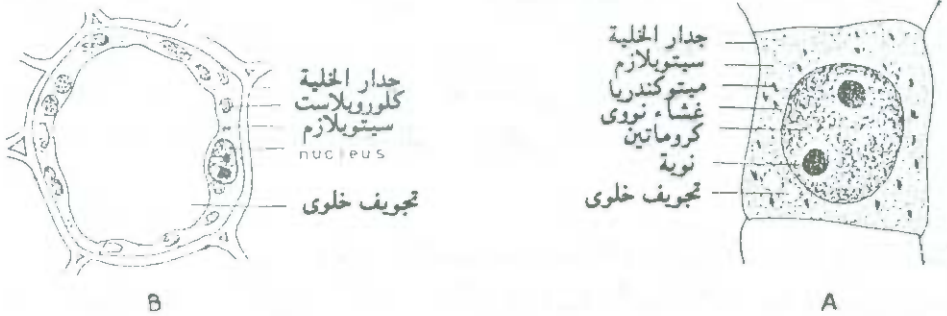 جدار الخلية
سيتوبلازم
ميتوكندريا
غشاء نووى
كروماتين
نوية
تجويف خلوى
A
جدار الخلية
كلوروبلاست
سيتوبلازم
nucleus
تجويف خلوى
B